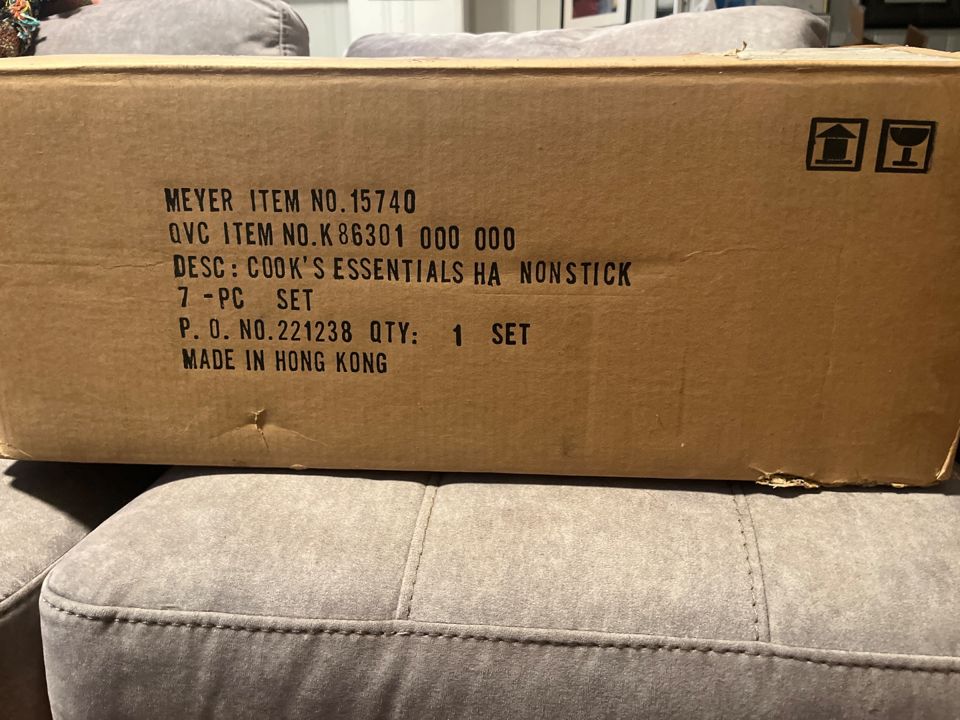 MEYER ITEM NO.15740
QVC ITEM NO.K86301 000 000
DESC: COOK'S ESSENTIALS HA NONSTICK
7 -PC SET
P. O. NO.221238 QTY: 1 SET
MADE IN HONG KONG